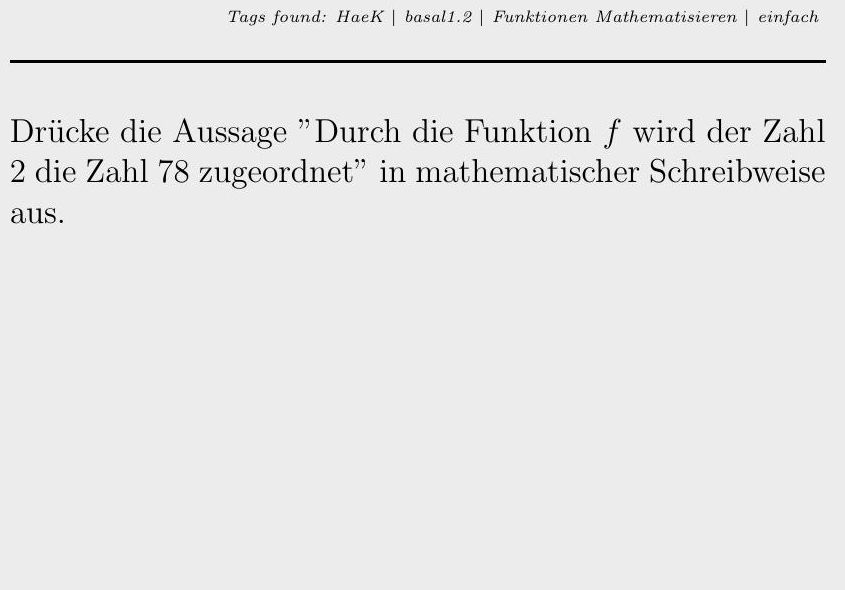 Tags found: HaeK | basal1.2 | Funktionen Mathematisieren | einfach
Drücke die Aussage ”Durch die Funktion f wird der Zahl
2 die Zahl 78 zugeordnet” in mathematischer Schreibweise
aus.